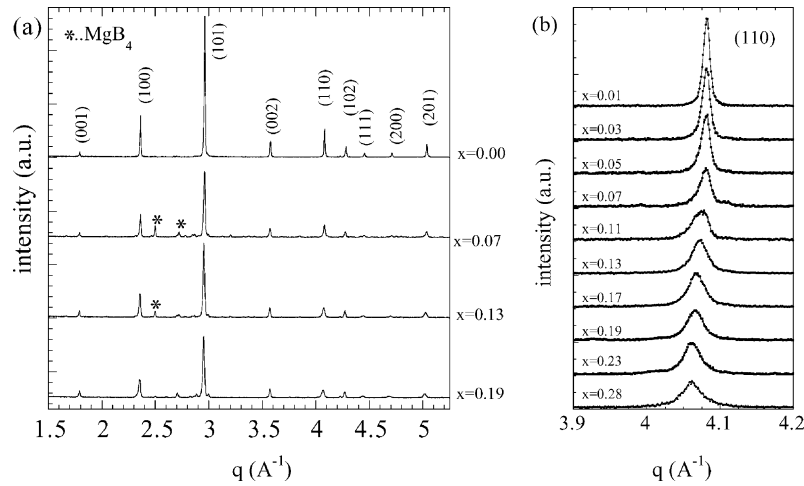 (a)
*..MgB4
(001)
(100)
(101)
(002)
(110)
(102)
(111)
(200)
(201)
x=0.00
x=0.07
x=0.13
x=0.19
intensity (a.u.)
1.5 2 2.5 3 3.5 4 4.5 5
q (A-1)
(b)
(110)
x=0.01
x=0.03
x=0.05
x=0.07
x=0.11
x=0.13
x=0.17
x=0.19
x=0.23
x=0.28
intensity (a.u.)
3.9 4 4.1 4.2
q (A-1)